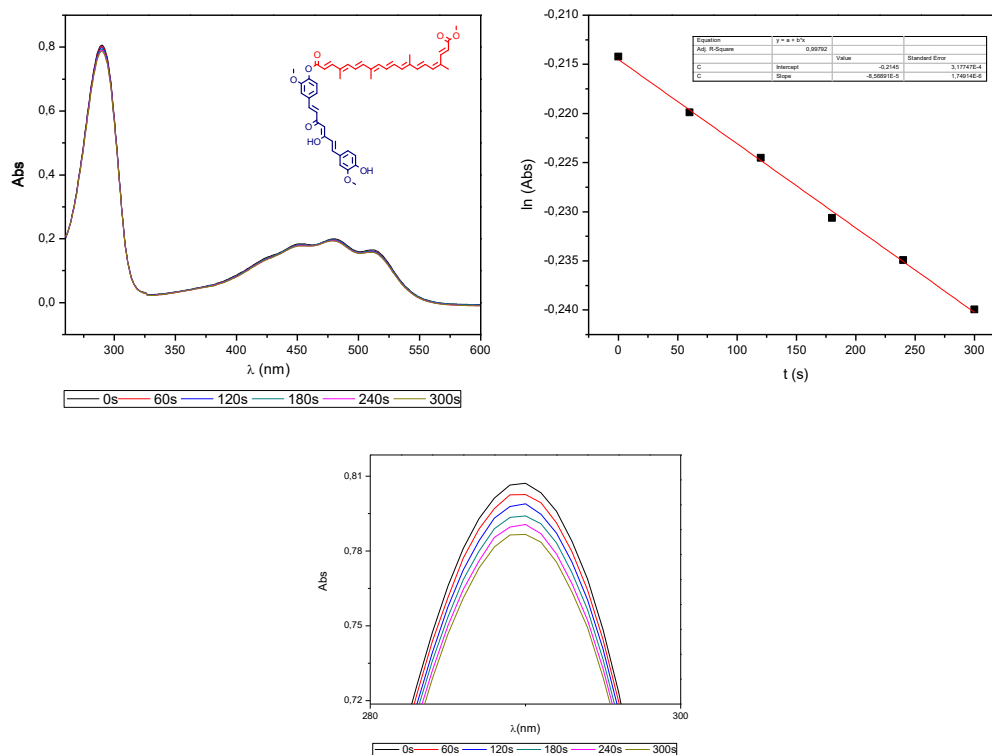 Abs
0,8
0,6
0,4
0,2
0,0
300
350
400
450
500
550
600
λ (nm)
0s 60s 120s 180s 240s 300s
O
O
O
O
O
O
HO
OH
O
ln (Abs)
-0,210
-0,215
-0,220
-0,225
-0,230
-0,235
-0,240
0
50
100
150
200
250
300
t (s)
Equation y = a + b*x
Adj. R-Square 0,99792
Value Standard Error
C Intercept -0,2145 3,17747E-4
C Slope -8,56891E-5 1,74914E-6
Abs
0,81
0,78
0,75
0,72
280
300
λ(nm)
0s 60s 120s 180s 240s 300s